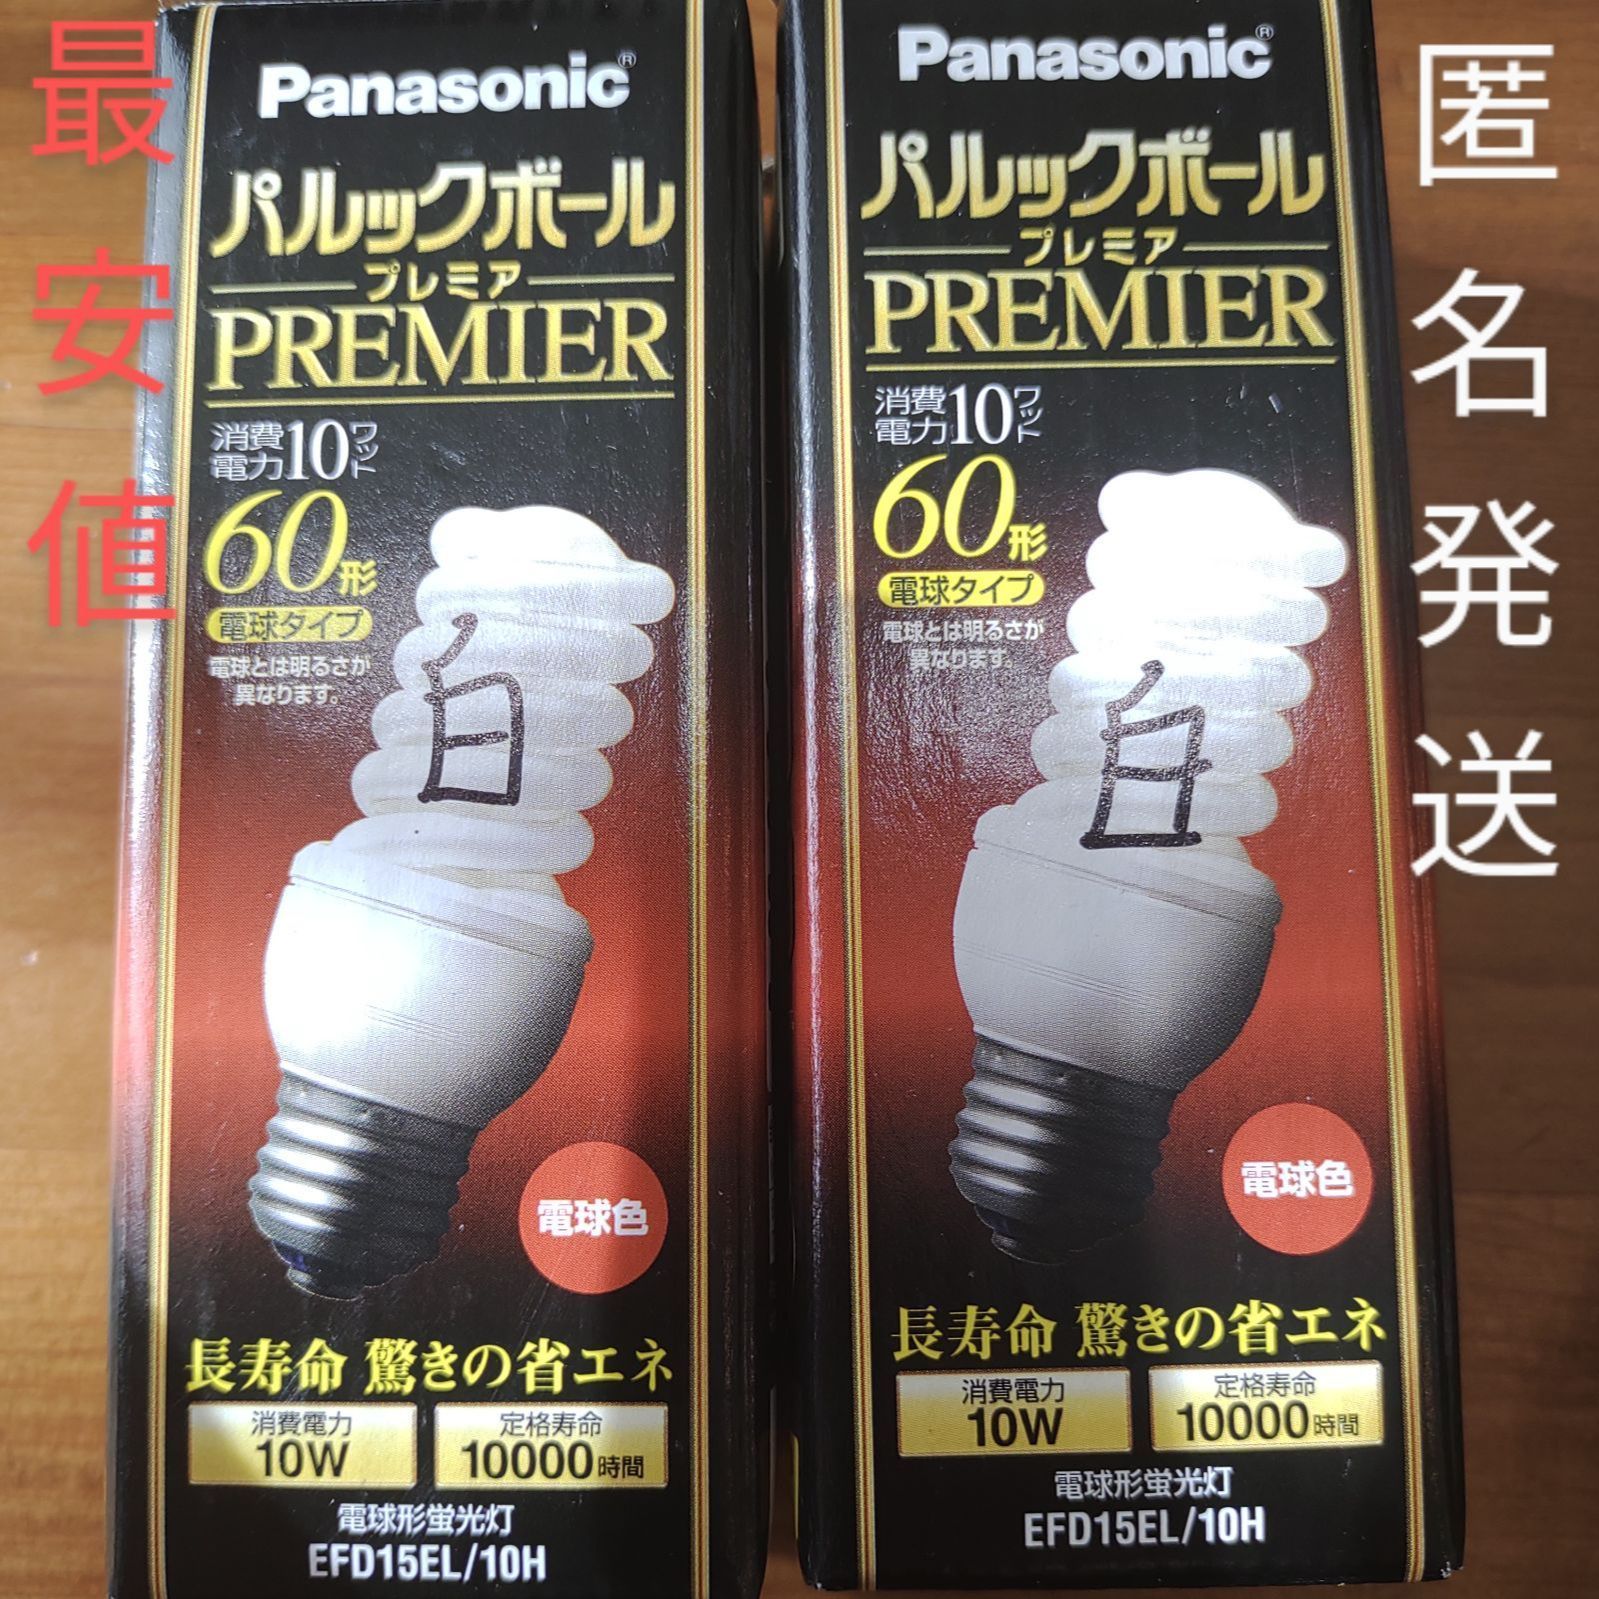 最安値
Panasonic®
パルックボール
プレミア
PREMIER
消費電力10ワット
60形
電球タイプ
電球とは明るさが
異なります。
白
電球色
長寿命 驚きの省エネ
消費電力
10W
定格寿命
10000時間
電球形蛍光灯
EFD15EL/10H
Panasonic®
パルックボール
プレミア
PREMIER
消費電力10ワット
60形
電球タイプ
電球とは明るさが
異なります。
白
電球色
長寿命 驚きの省エネ
消費電力
10W
定格寿命
10000時間
電球形蛍光灯
EFD15EL/10H
匿名発送